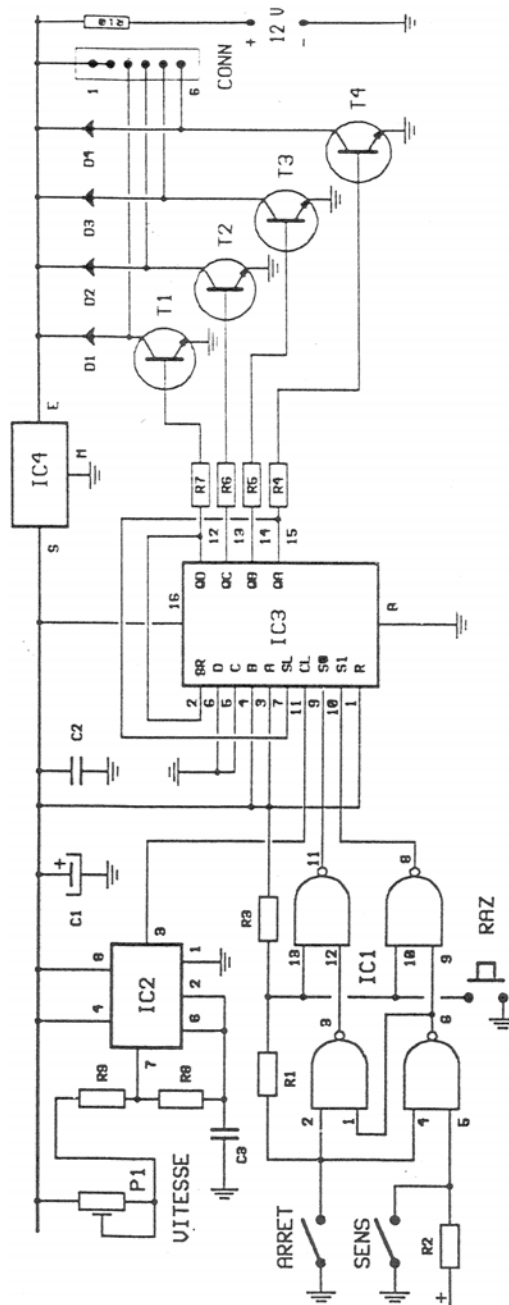 S
IC4
E
M
R10
+
12 V
-
1
CONN
6
D1
D2
D3
D4
T1
T2
T3
T4
P1
VITESSE
R9
R8
C3
4
8
IC2
7
6
2
1
3
C1
+
C2
16
2
6
5
4
3
7
11
9
10
1
SR
D
C
B
A
SL
CL
S0
S1
R
IC3
QD
QC
QB
QA
12
13
14
15
8
R7
R6
R5
R4
R1
R3
ARRET
SENS
R2
+
2
1
3
4
5
6
13
12
11
IC1
10
9
8
RAZ